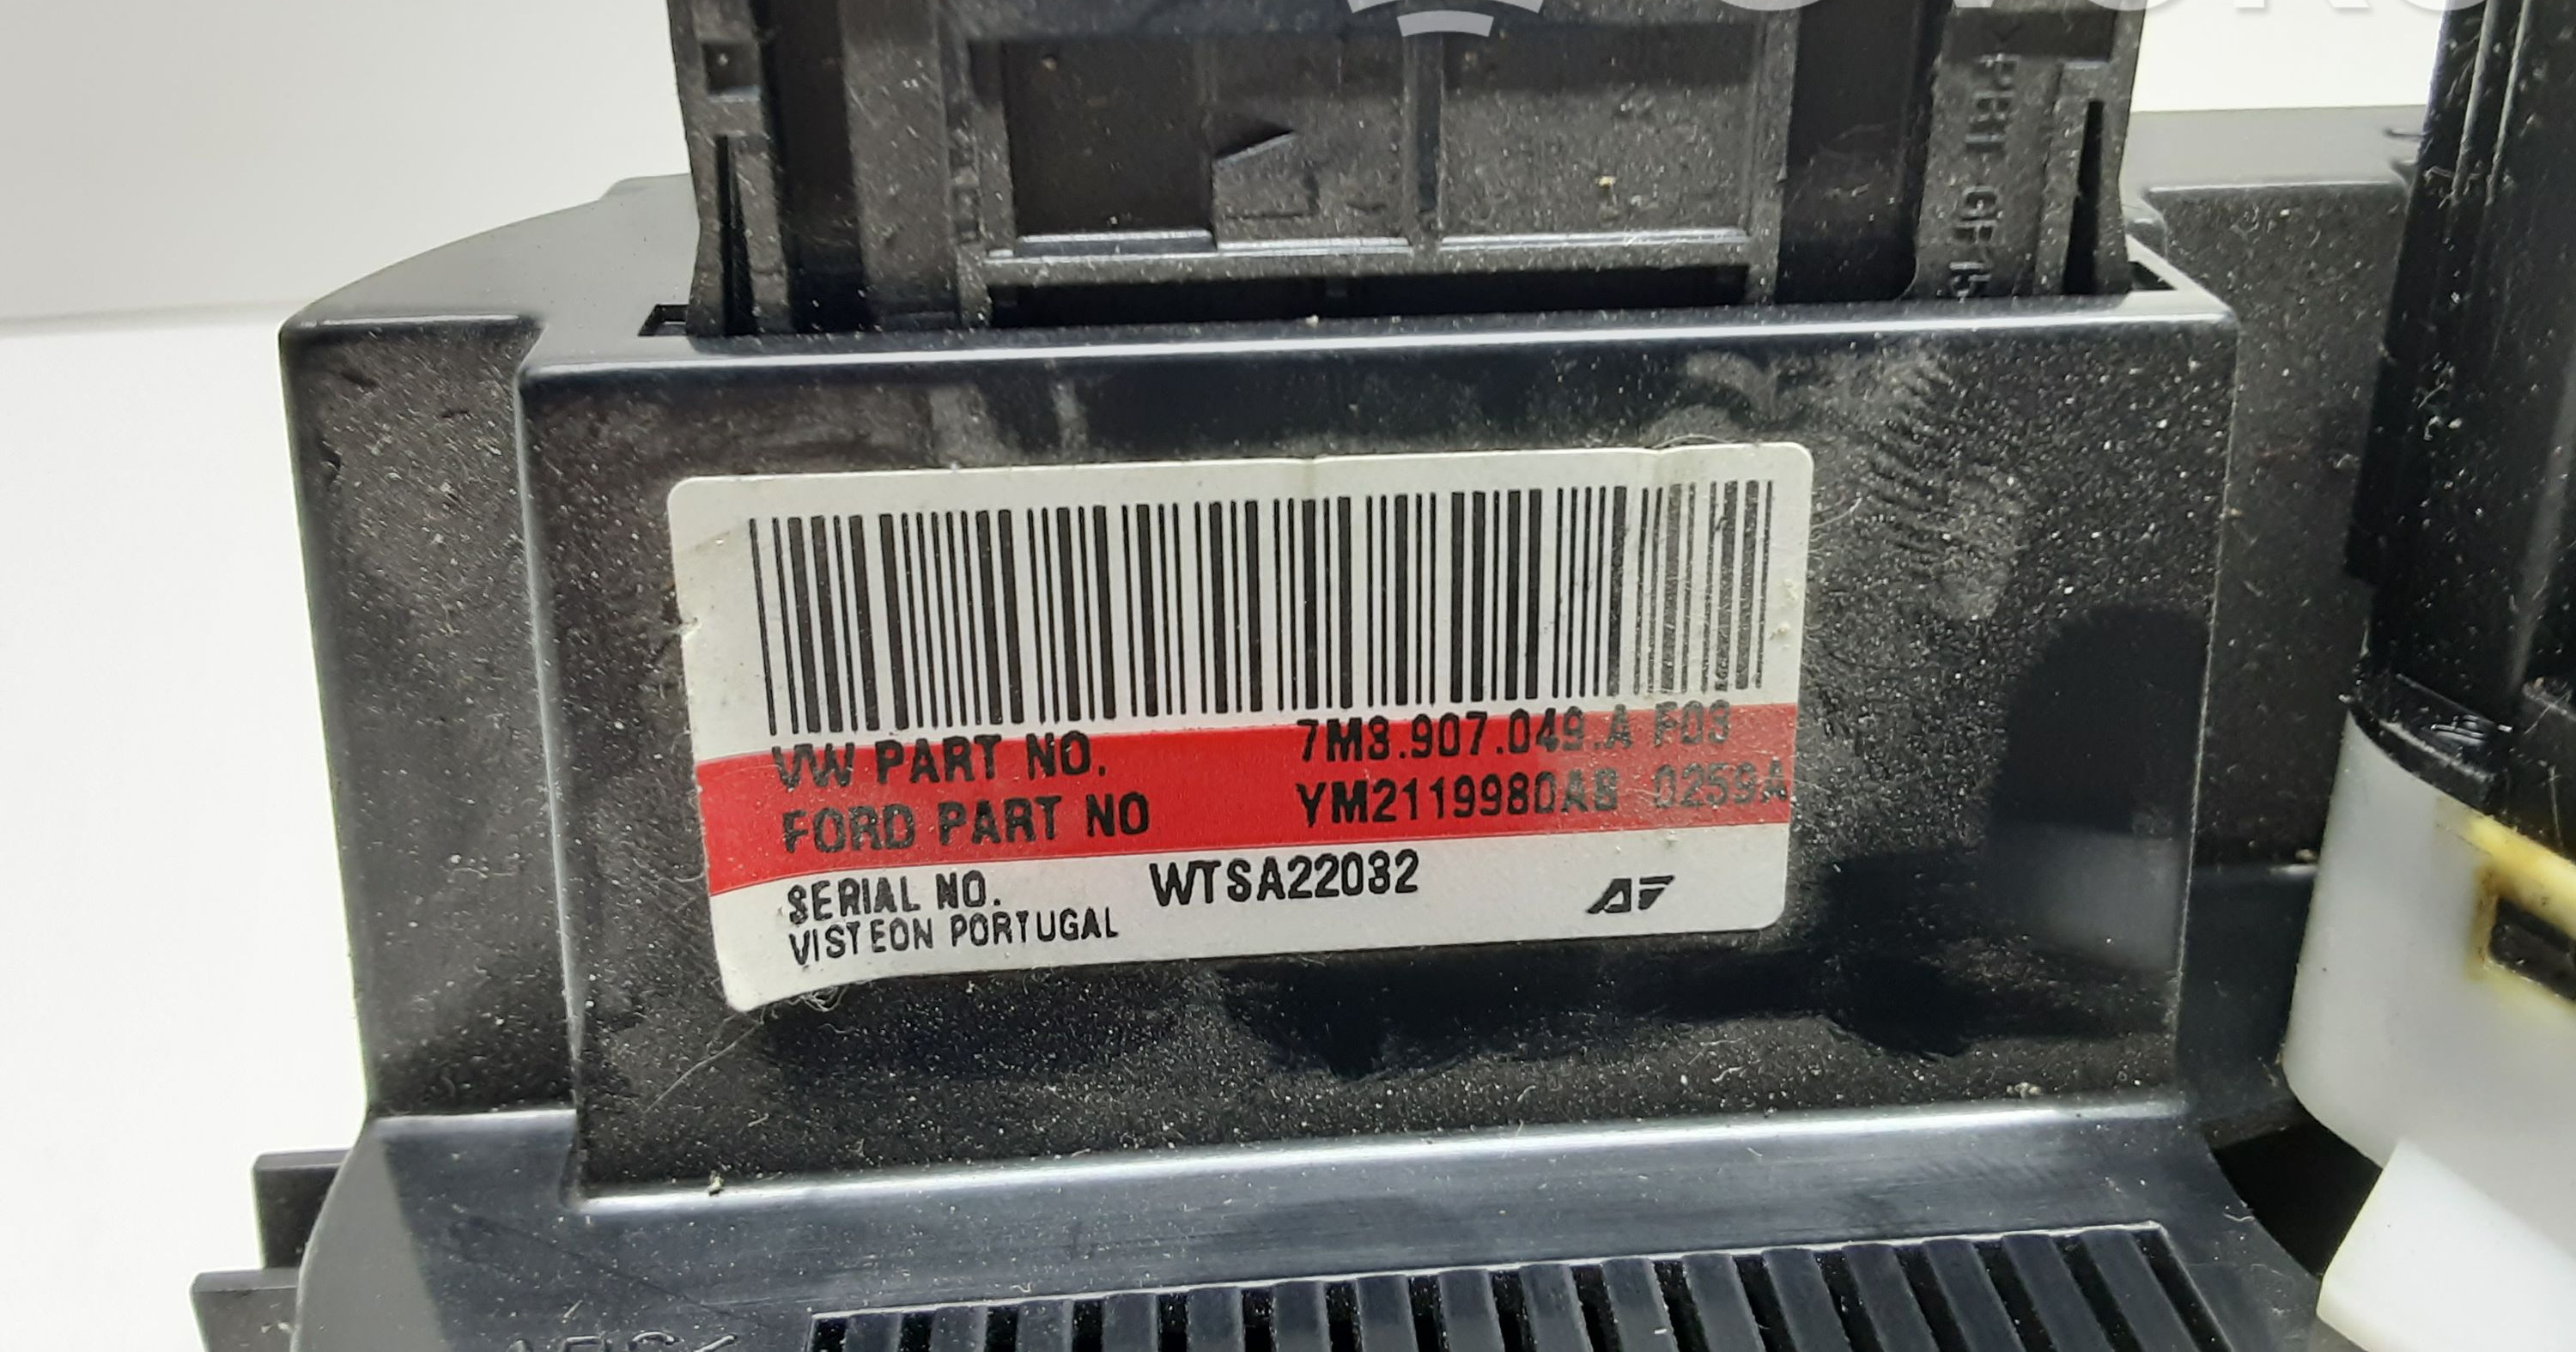 VW PART NO. 7M3.907.049.A F03
FORD PART NO YM2119980AB 0259A
SERIAL NO. WTSA22032
VISTEON PORTUGAL